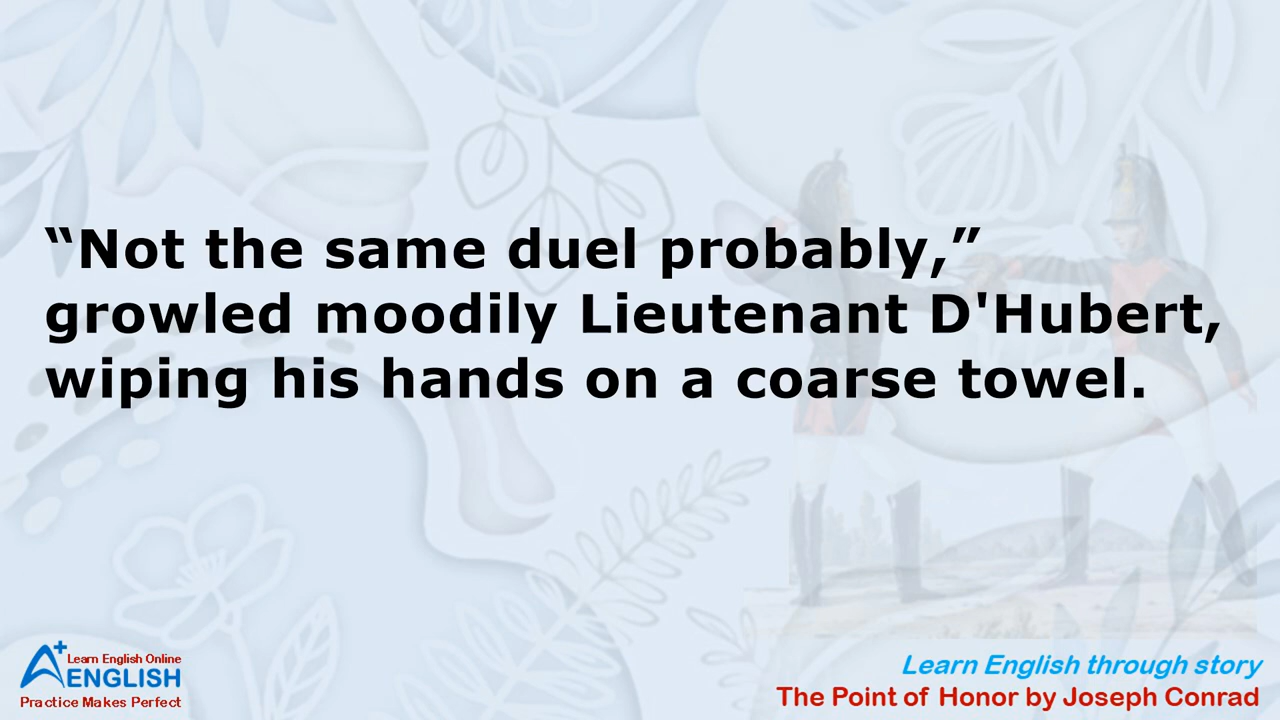 “Not the same duel probably,”
growled moodily Lieutenant D'Hubert,
wiping his hands on a coarse towel.
A+ Learn English Online
ENGLISH
Practice Makes Perfect
Learn English through story
The Point of Honor by Joseph Conrad